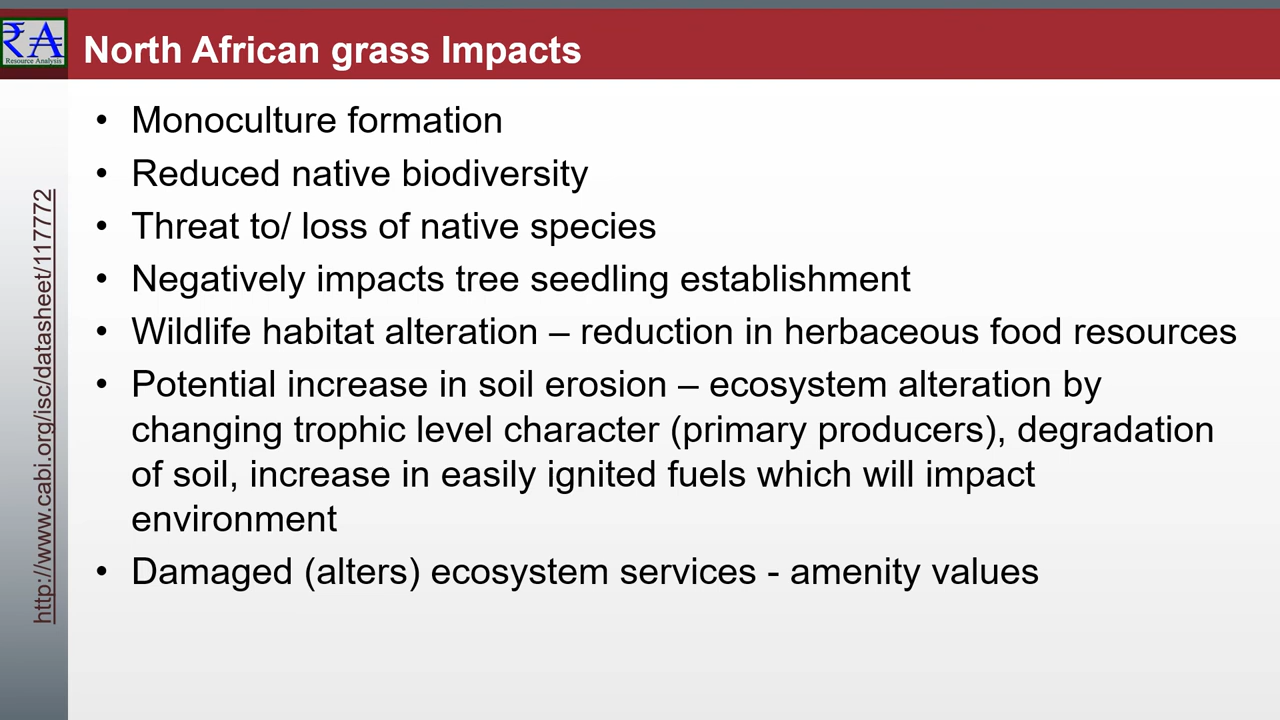 ₹A
Resource Analysis
North African grass Impacts
• Monoculture formation
• Reduced native biodiversity
• Threat to/ loss of native species
• Negatively impacts tree seedling establishment
• Wildlife habitat alteration – reduction in herbaceous food resources
• Potential increase in soil erosion – ecosystem alteration by
changing trophic level character (primary producers), degradation
of soil, increase in easily ignited fuels which will impact
environment
• Damaged (alters) ecosystem services - amenity values
http://www.cabi.org/isc/datasheet/117772